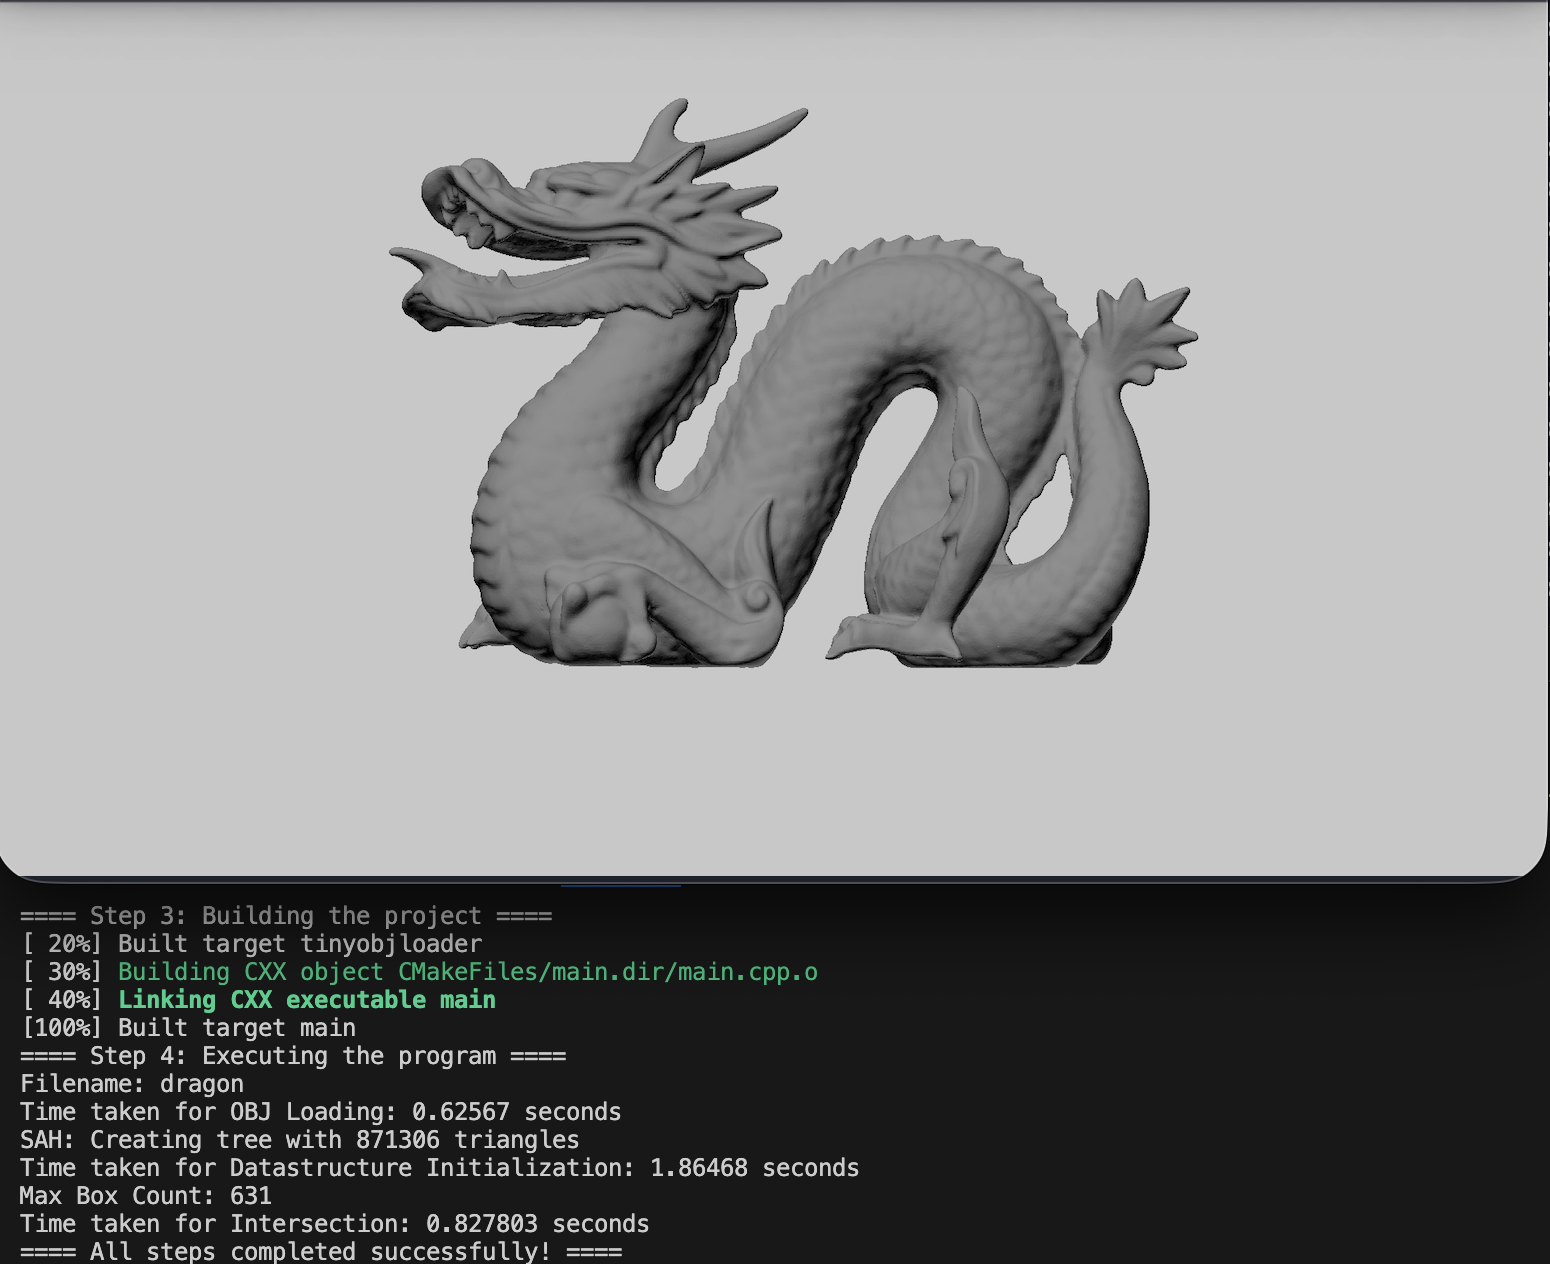 ==== Step 3: Building the project ====
[ 20%] Built target tinyobjloader
[ 30%] Building CXX object CMakeFiles/main.dir/main.cpp.o
[ 40%] Linking CXX executable main
[100%] Built target main
==== Step 4: Executing the program ====
Filename: dragon
Time taken for OBJ Loading: 0.62567 seconds
SAH: Creating tree with 871306 triangles
Time taken for Datastructure Initialization: 1.86468 seconds
Max Box Count: 631
Time taken for Intersection: 0.827803 seconds
==== All steps completed successfully! ====